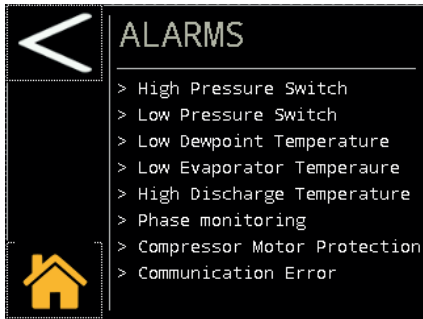 ALARMS
> High Pressure Switch
> Low Pressure Switch
> Low Dewpoint Temperature
> Low Evaporator Temperaure
> High Discharge Temperature
> Phase monitoring
> Compressor Motor Protection
> Communication Error